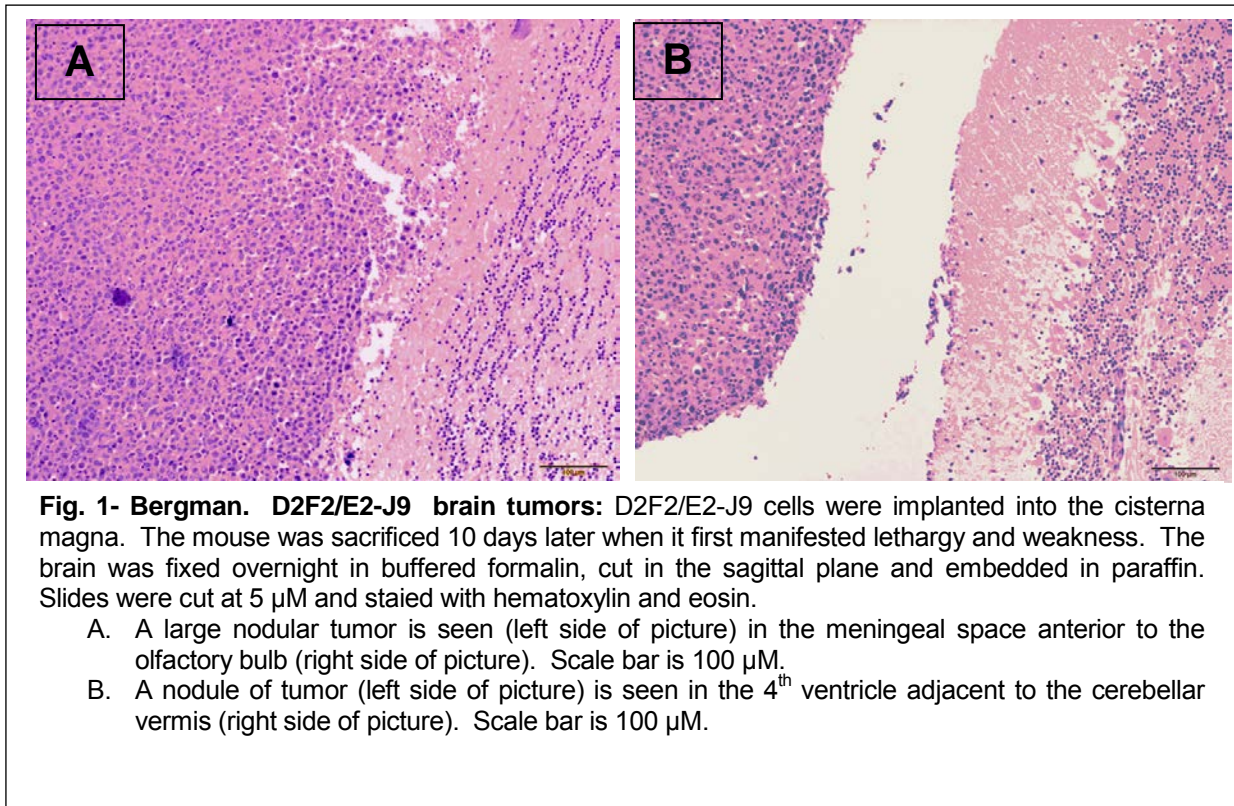 A
B
100 µm
100 µm
Fig. 1- Bergman. D2F2/E2-J9 brain tumors: D2F2/E2-J9 cells were implanted into the cisterna
magna. The mouse was sacrificed 10 days later when it first manifested lethargy and weakness. The
brain was fixed overnight in buffered formalin, cut in the sagittal plane and embedded in paraffin.
Slides were cut at 5 µM and staied with hematoxylin and eosin.
A. A large nodular tumor is seen (left side of picture) in the meningeal space anterior to the
olfactory bulb (right side of picture). Scale bar is 100 µM.
B. A nodule of tumor (left side of picture) is seen in the 4th ventricle adjacent to the cerebellar
vermis (right side of picture). Scale bar is 100 µM.